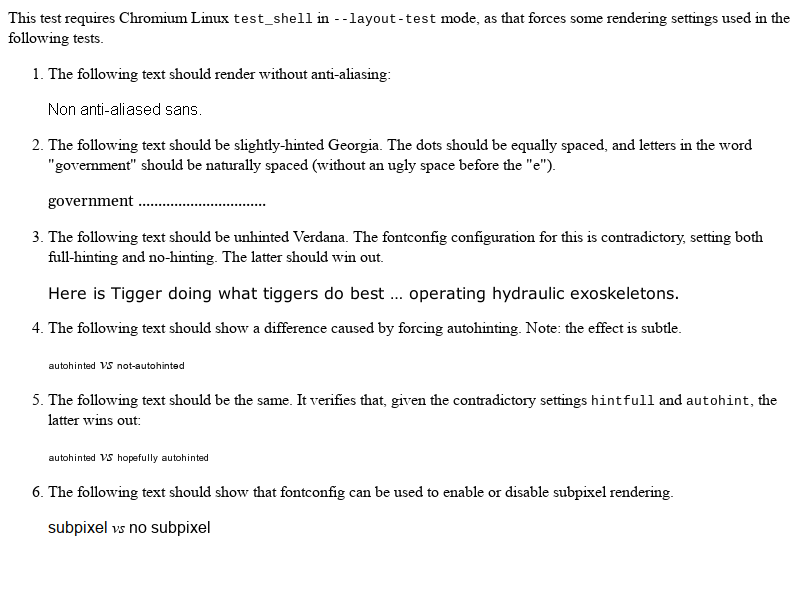 This test requires Chromium Linux test_shell in --layout-test mode, as that forces some rendering settings used in the
following tests.
1. The following text should render without anti-aliasing:
Non anti-aliased sans.
2. The following text should be slightly-hinted Georgia. The dots should be equally spaced, and letters in the word
"government" should be naturally spaced (without an ugly space before the "e").
government ................................
3. The following text should be unhinted Verdana. The fontconfig configuration for this is contradictory, setting both
full-hinting and no-hinting. The latter should win out.
Here is Tigger doing what tiggers do best ... operating hydraulic exoskeletons.
4. The following text should show a difference caused by forcing autohinting. Note: the effect is subtle.
autohinted vs not-autohinted
5. The following text should be the same. It verifies that, given the contradictory settings hintfull and autohint, the
latter wins out:
autohinted vs hopefully autohinted
6. The following text should show that fontconfig can be used to enable or disable subpixel rendering.
subpixel vs no subpixel